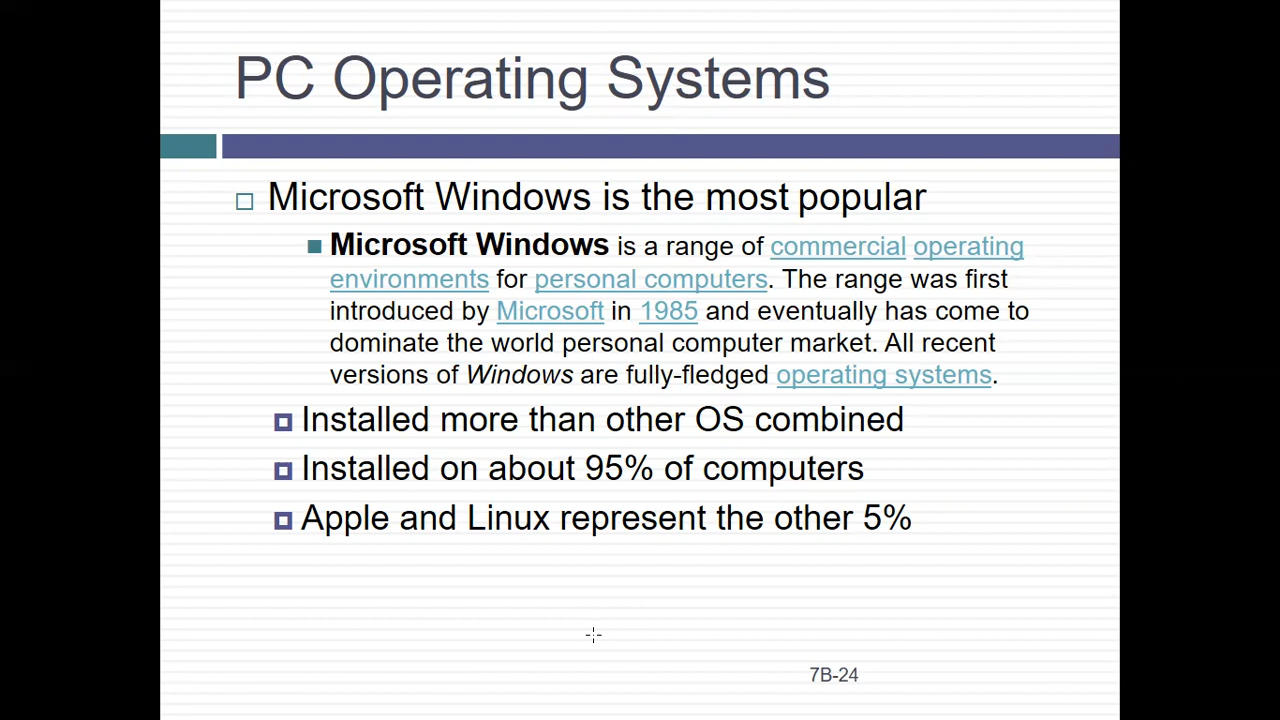 PC Operating Systems
Microsoft Windows is the most popular
Microsoft Windows is a range of commercial operating
environments for personal computers. The range was first
introduced by Microsoft in 1985 and eventually has come to
dominate the world personal computer market. All recent
versions of Windows are fully-fledged operating systems.
Installed more than other OS combined
Installed on about 95% of computers
Apple and Linux represent the other 5%
7B-24